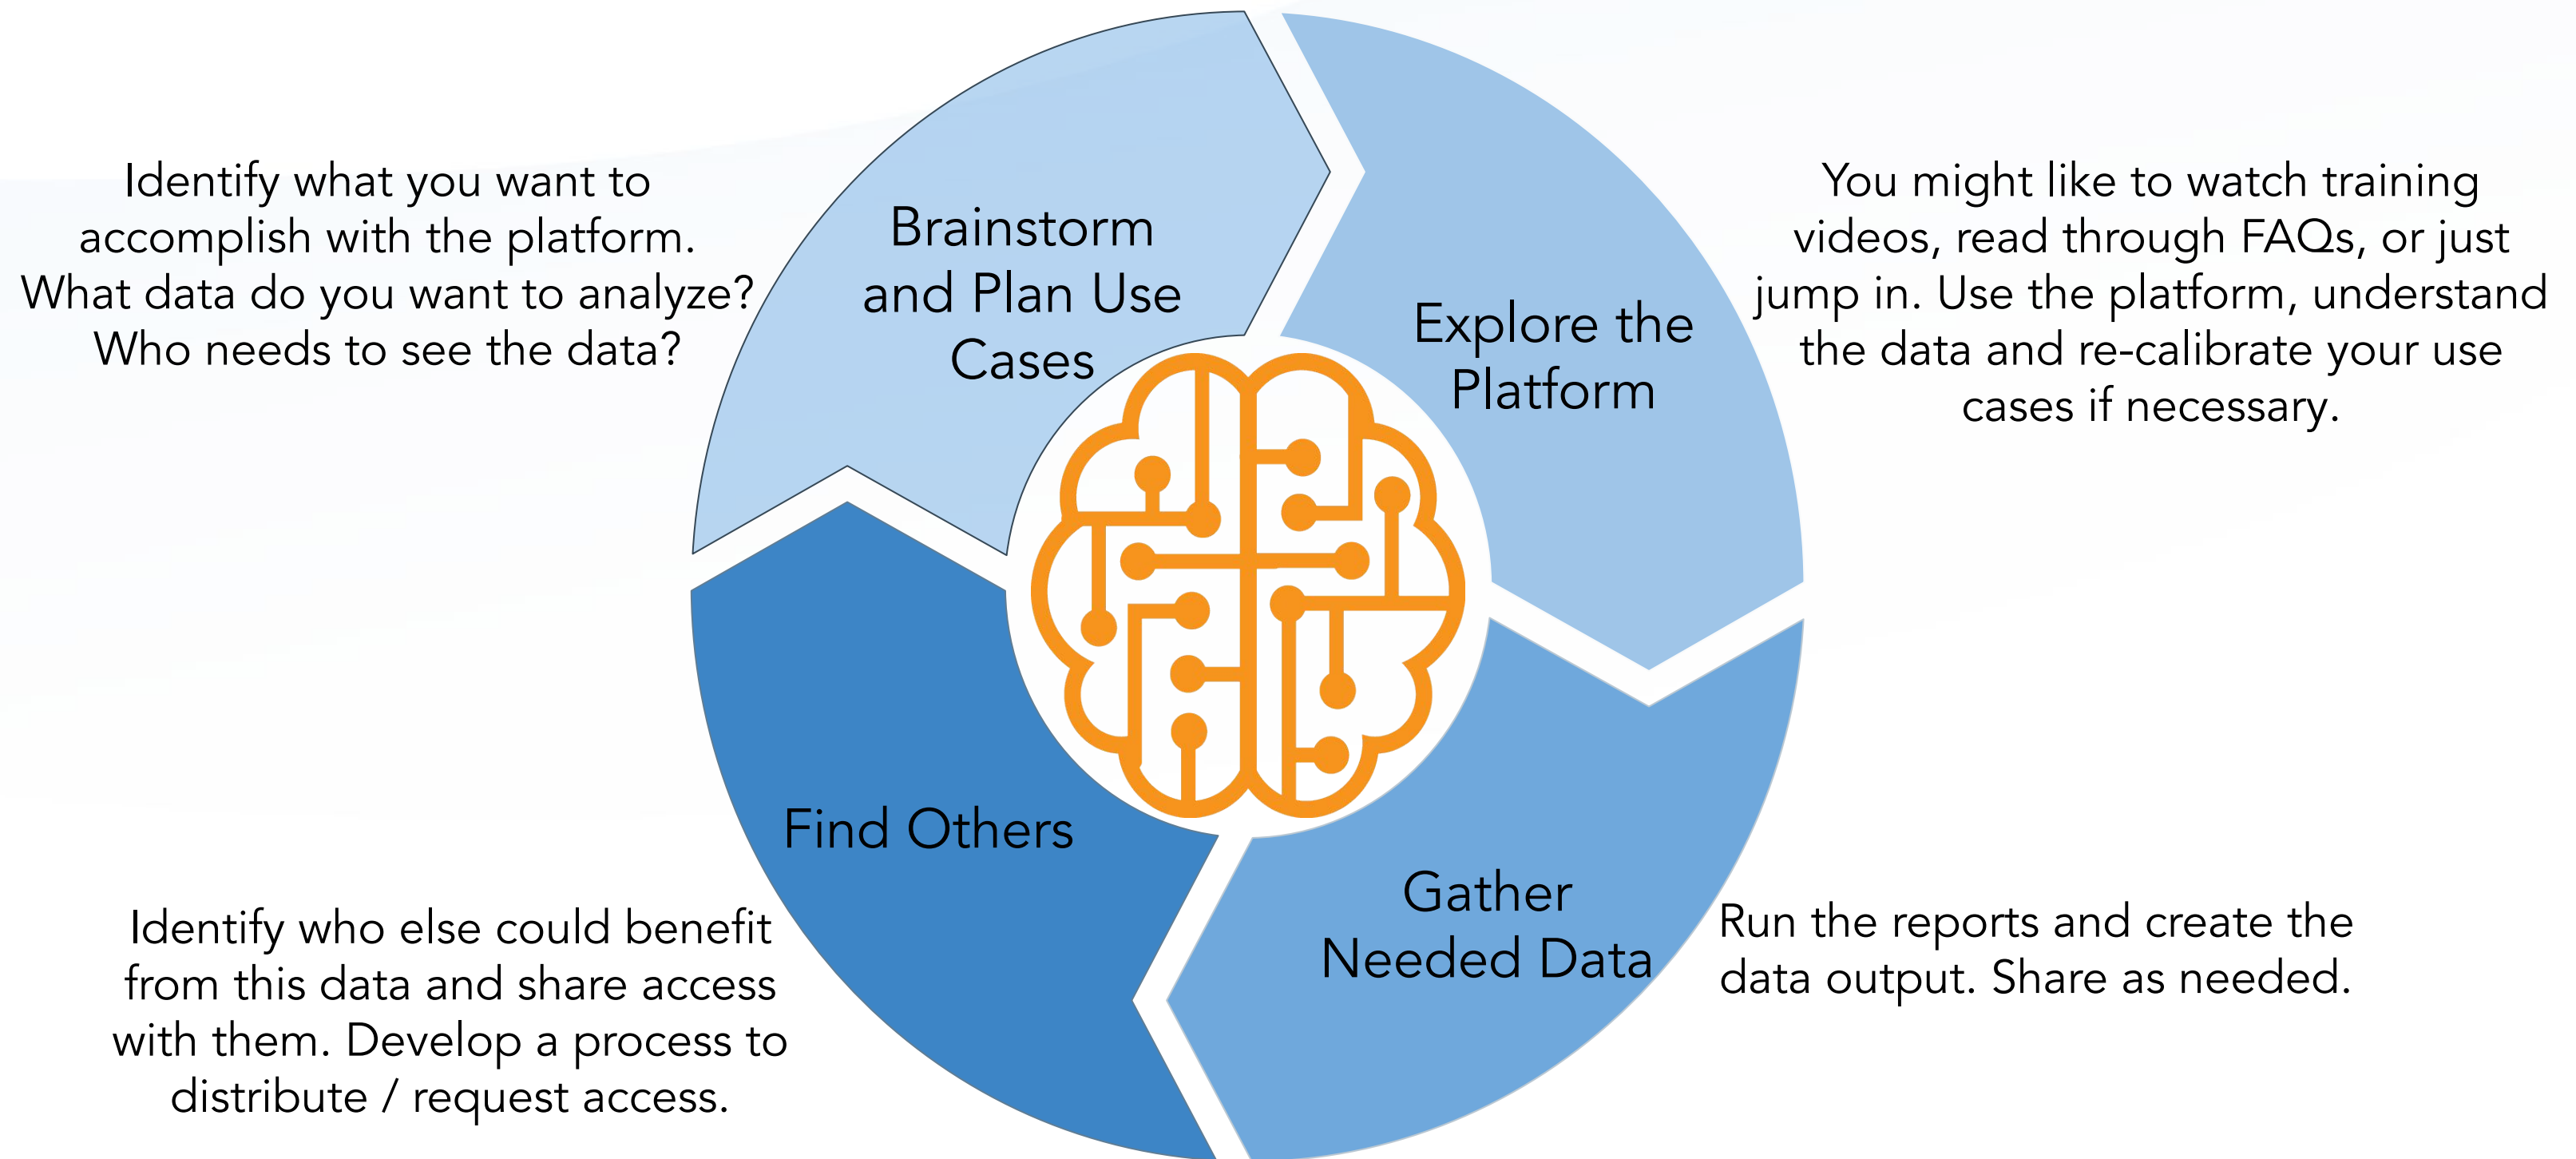 Identify what you want to
accomplish with the platform.
What data do you want to analyze?
Who needs to see the data?
Brainstorm
and Plan Use
Cases
Explore the
Platform
You might like to watch training
videos, read through FAQs, or just
jump in. Use the platform, understand
the data and re-calibrate your use
cases if necessary.
Gather
Needed Data
Run the reports and create the
data output. Share as needed.
Find Others
Identify who else could benefit
from this data and share access
with them. Develop a process to
distribute / request access.